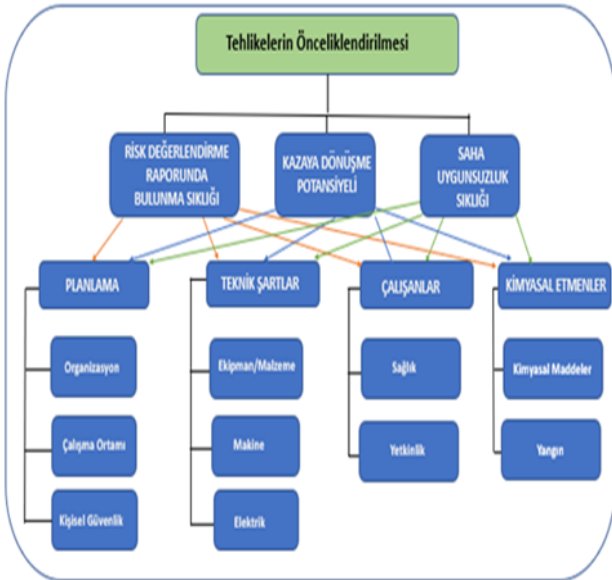 Tehlikelerin Önceliklendirilmesi
RİSK DEĞERLENDİRME
RAPORUNDA
BULUNMA SIKLIĞI
KAZAYA DÖNÜŞME
POTANSİYELİ
SAHA
UYGUNSUZLUK
SIKLIĞI
PLANLAMA
TEKNİK ŞARTLAR
ÇALIŞANLAR
KİMYASAL ETMENLER
Organizasyon
Ekipman/Malzeme
Sağlık
Kimyasal Maddeler
Çalışma Ortamı
Makine
Yetkinlik
Yangın
Kişisel Güvenlik
Elektrik